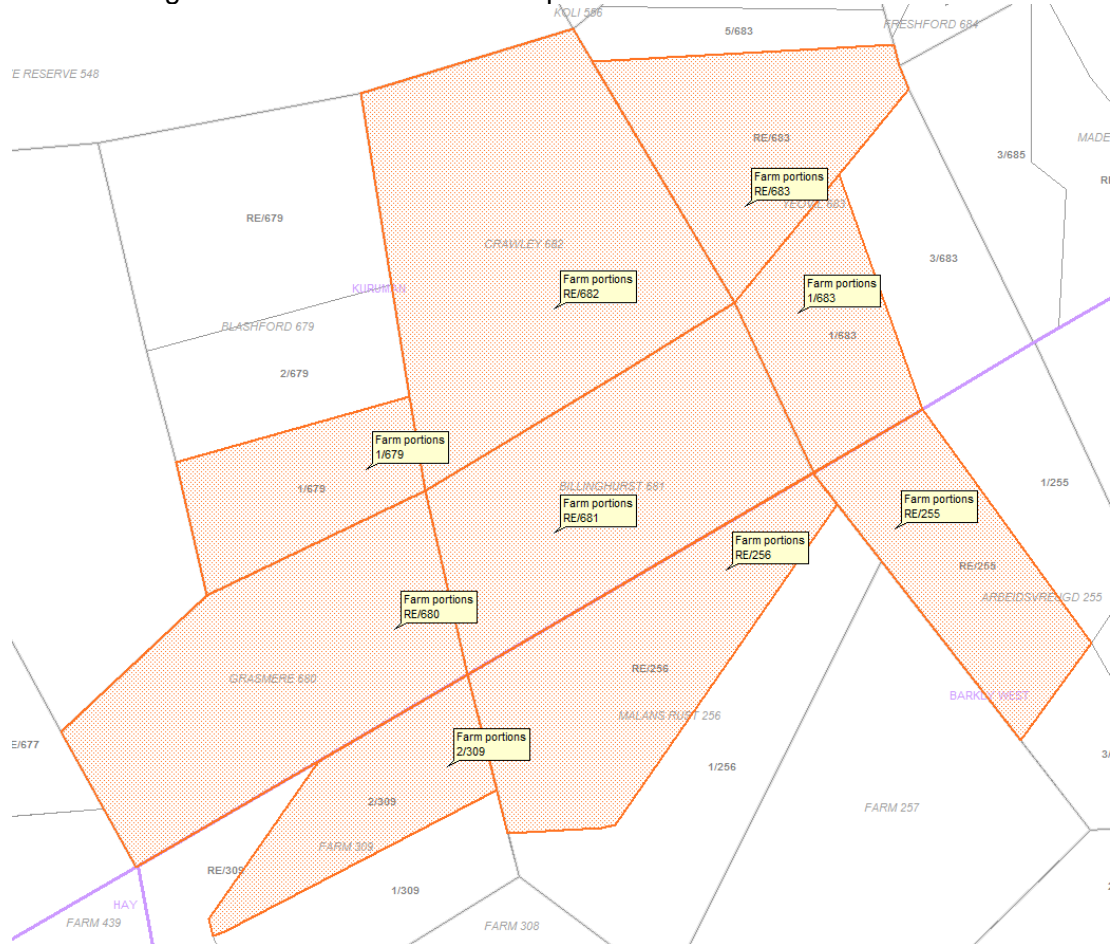 KOLI 556
5/683
FRESHFORD 684
E RESERVE 548
RE/683
3/685
MADE
Farm portions
RE/683
YEOVIL 683
RE/679
CRAWLEY 682
3/683
Farm portions
RE/682
Farm portions
1/683
KURUMAN
BLASHFORD 679
1/683
2/679
Farm portions
1/679
1/679
BILLINGHURST 681
1/255
Farm portions
RE/681
Farm portions
RE/255
Farm portions
RE/256
RE/255
ARBEIDSVREUGD 255
Farm portions
RE/680
RE/256
GRASMERE 680
BARKLY WEST
MALANS RUST 256
E/677
Farm portions
2/309
1/256
2/309
FARM 257
FARM 309
RE/309
1/309
HAY
FARM 439
FARM 308